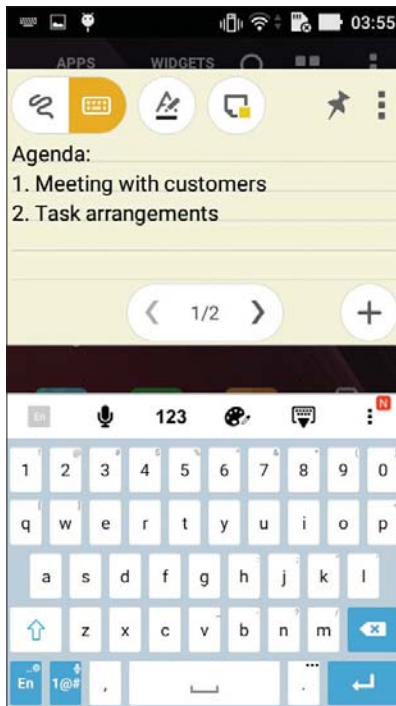 03:55
APPS WIDGETS
Agenda:
1. Meeting with customers
2. Task arrangements
1/2
En 123 N
1 2 3 4 5 6 7 8 9 0
q w e r t y u i o p
a s d f g h j k l
z x c v b n m
En 1@# , .